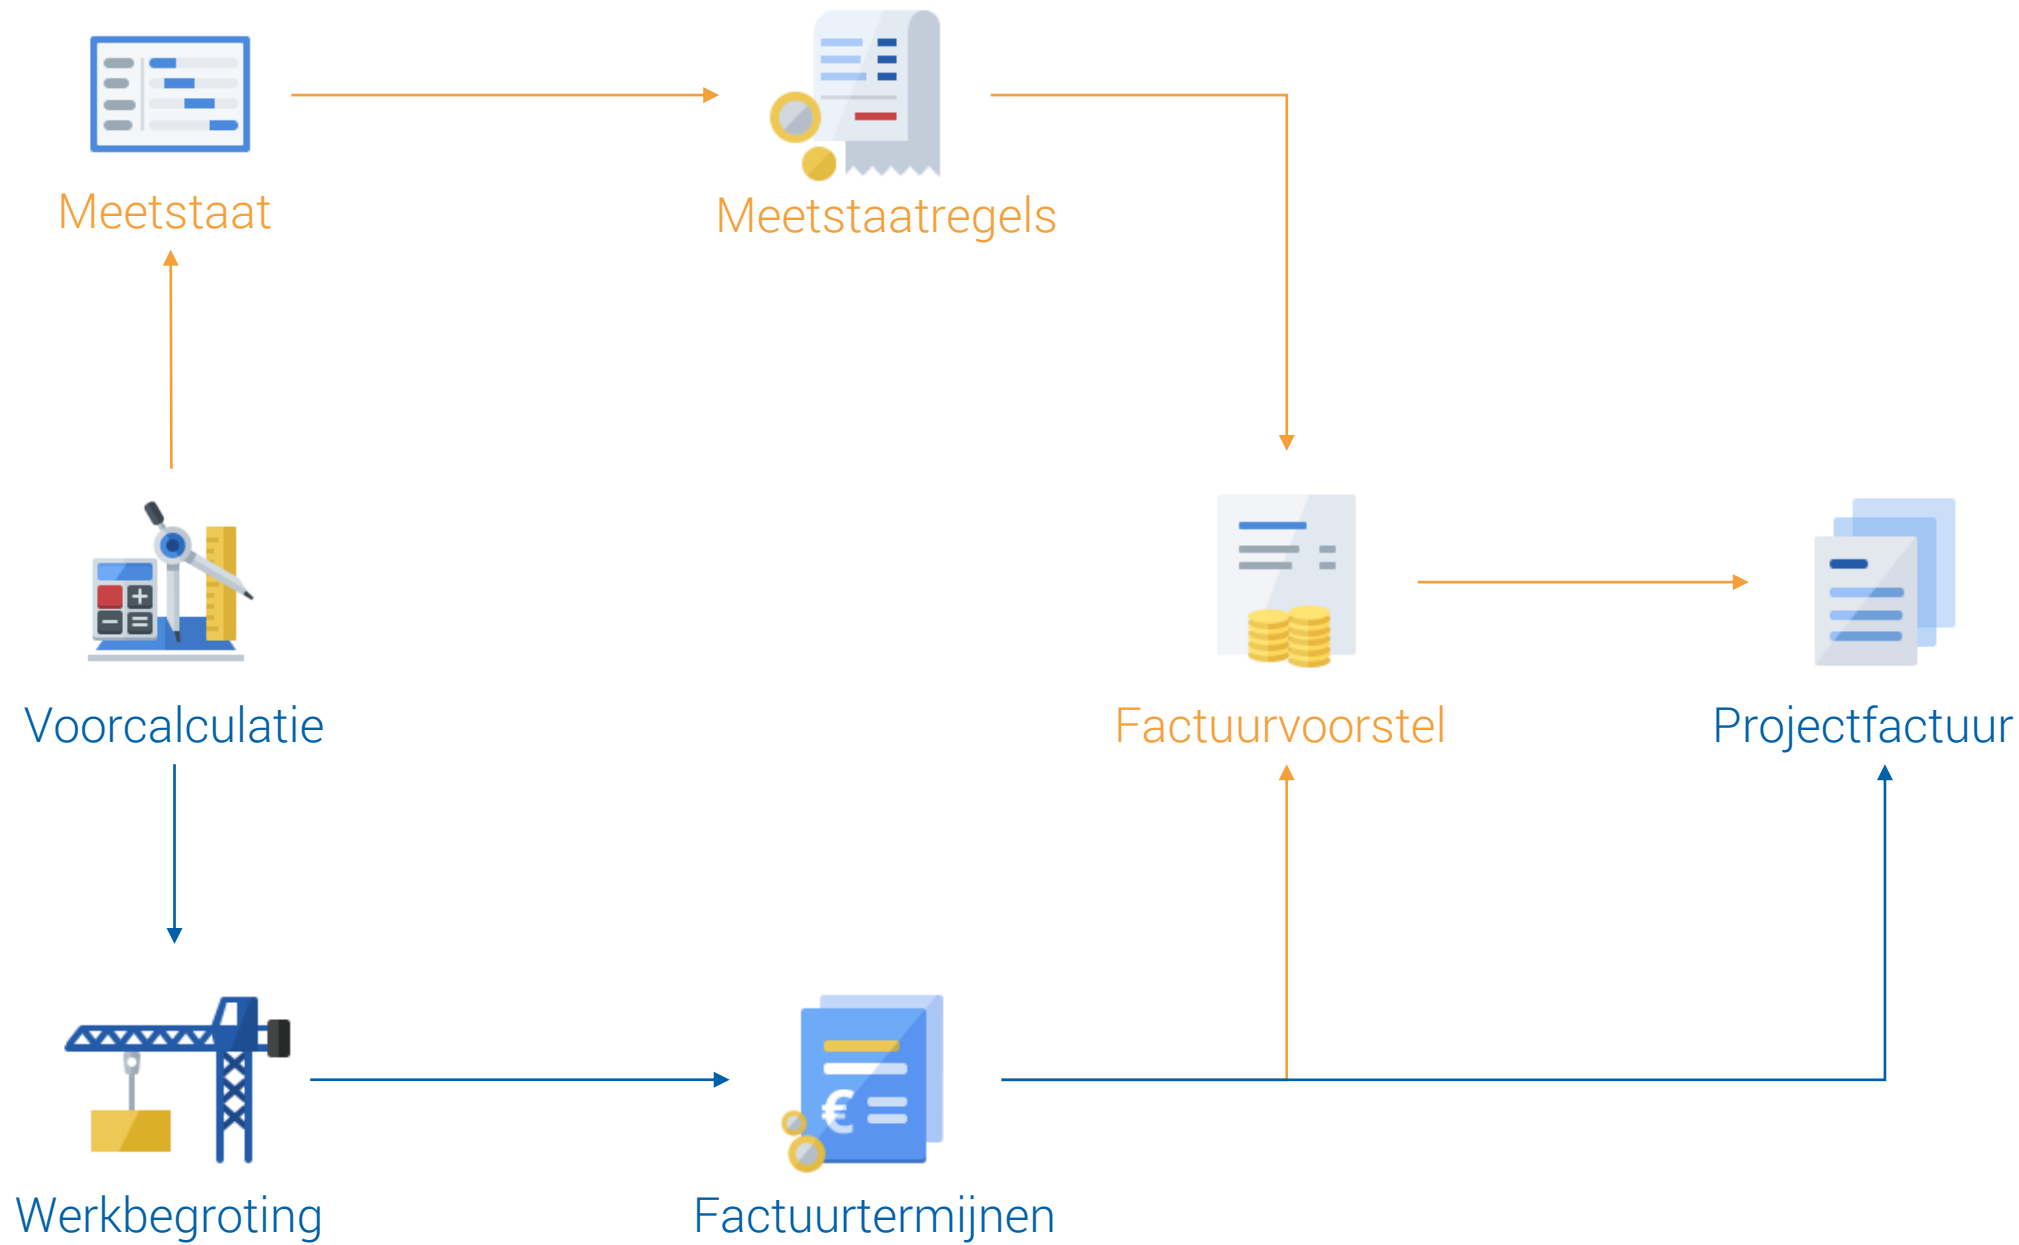 Meetstaat
Meetstaatregels
Voorcalculatie
Factuurvoorstel
Projectfactuur
€
Werkbegroting
Factuurtermijnen